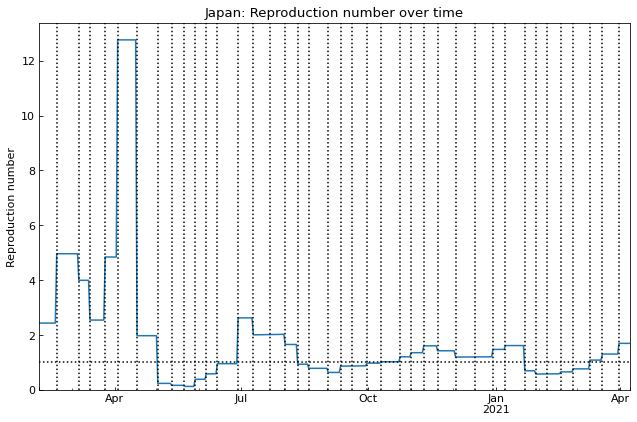 Japan: Reproduction number over time
Reproduction number
12
10
8
6
4
2
0
Apr
Jul
Oct
Jan
2021
Apr